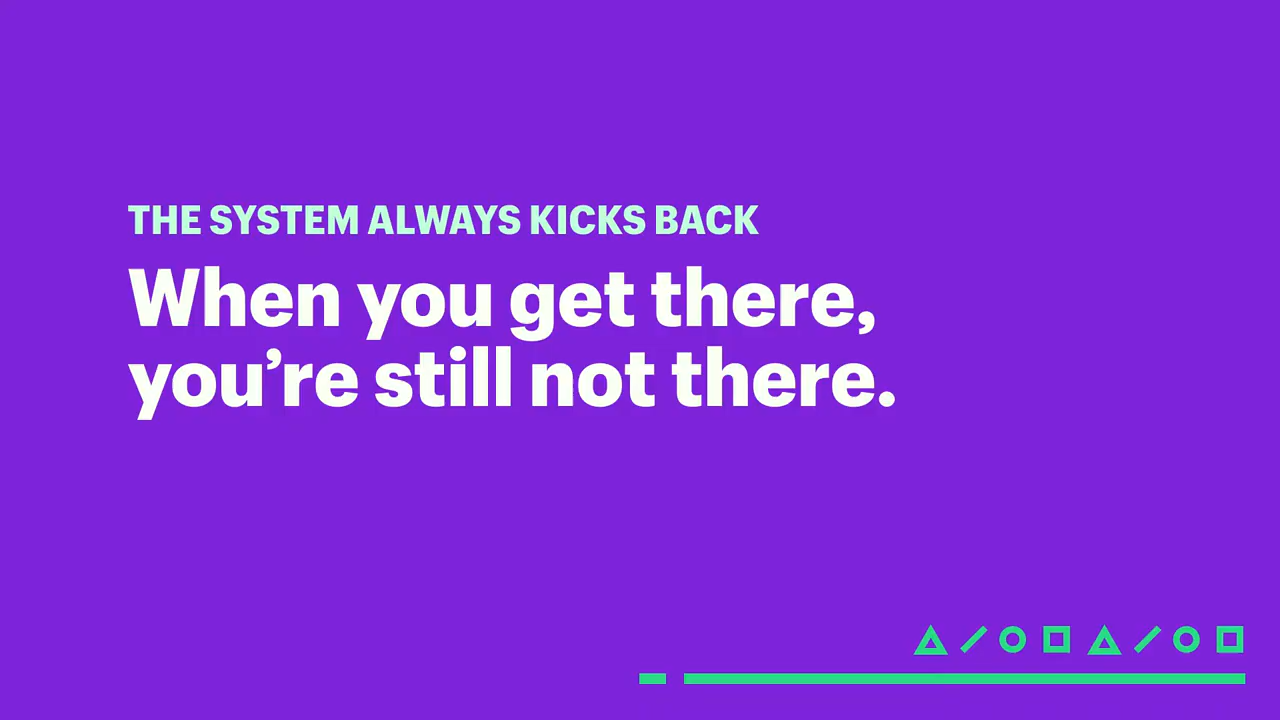 THE SYSTEM ALWAYS KICKS BACK
When you get there,
you’re still not there.